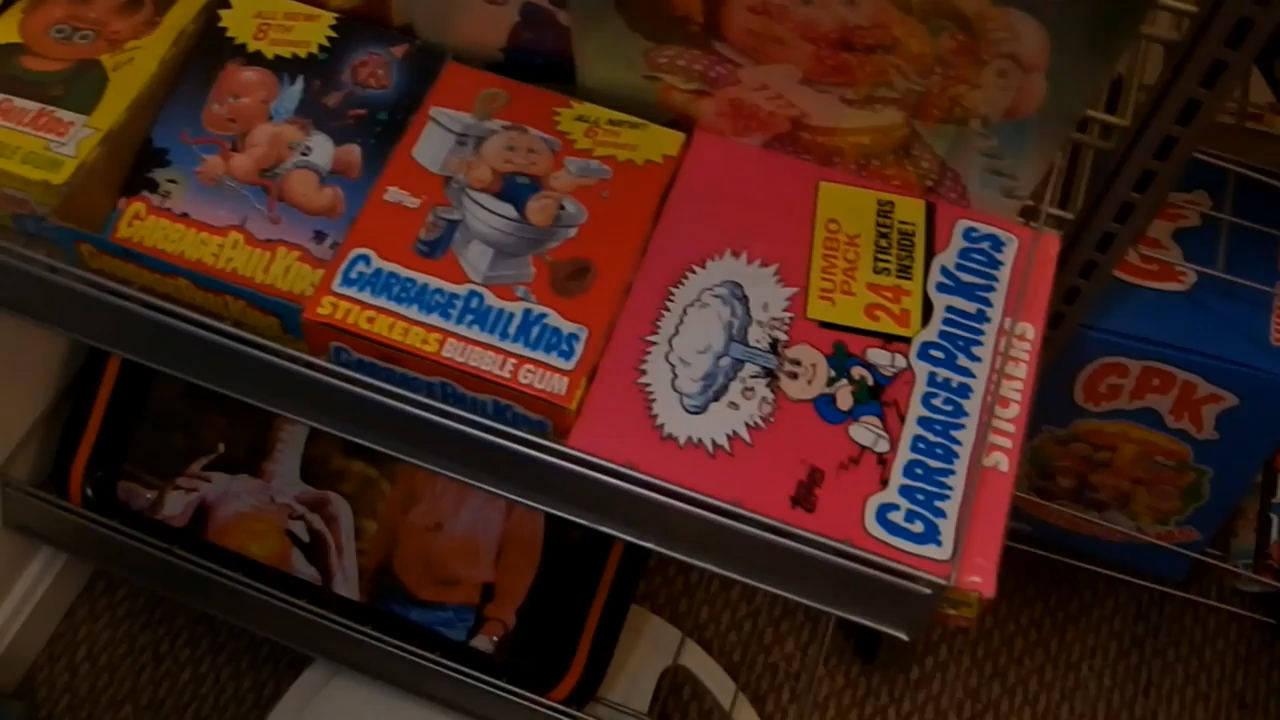 ALL NEW!
8TH
SERIES
GARBAGE PAIL KIDS
ALL NEW!
6TH
SERIES
TOPPS
GARBAGE PAIL KIDS
STICKERS BUBBLE GUM
JUMBO
PACK
24 STICKERS
INSIDE!
GARBAGE PAIL KIDS
TOPPS
STICKERS
GPK